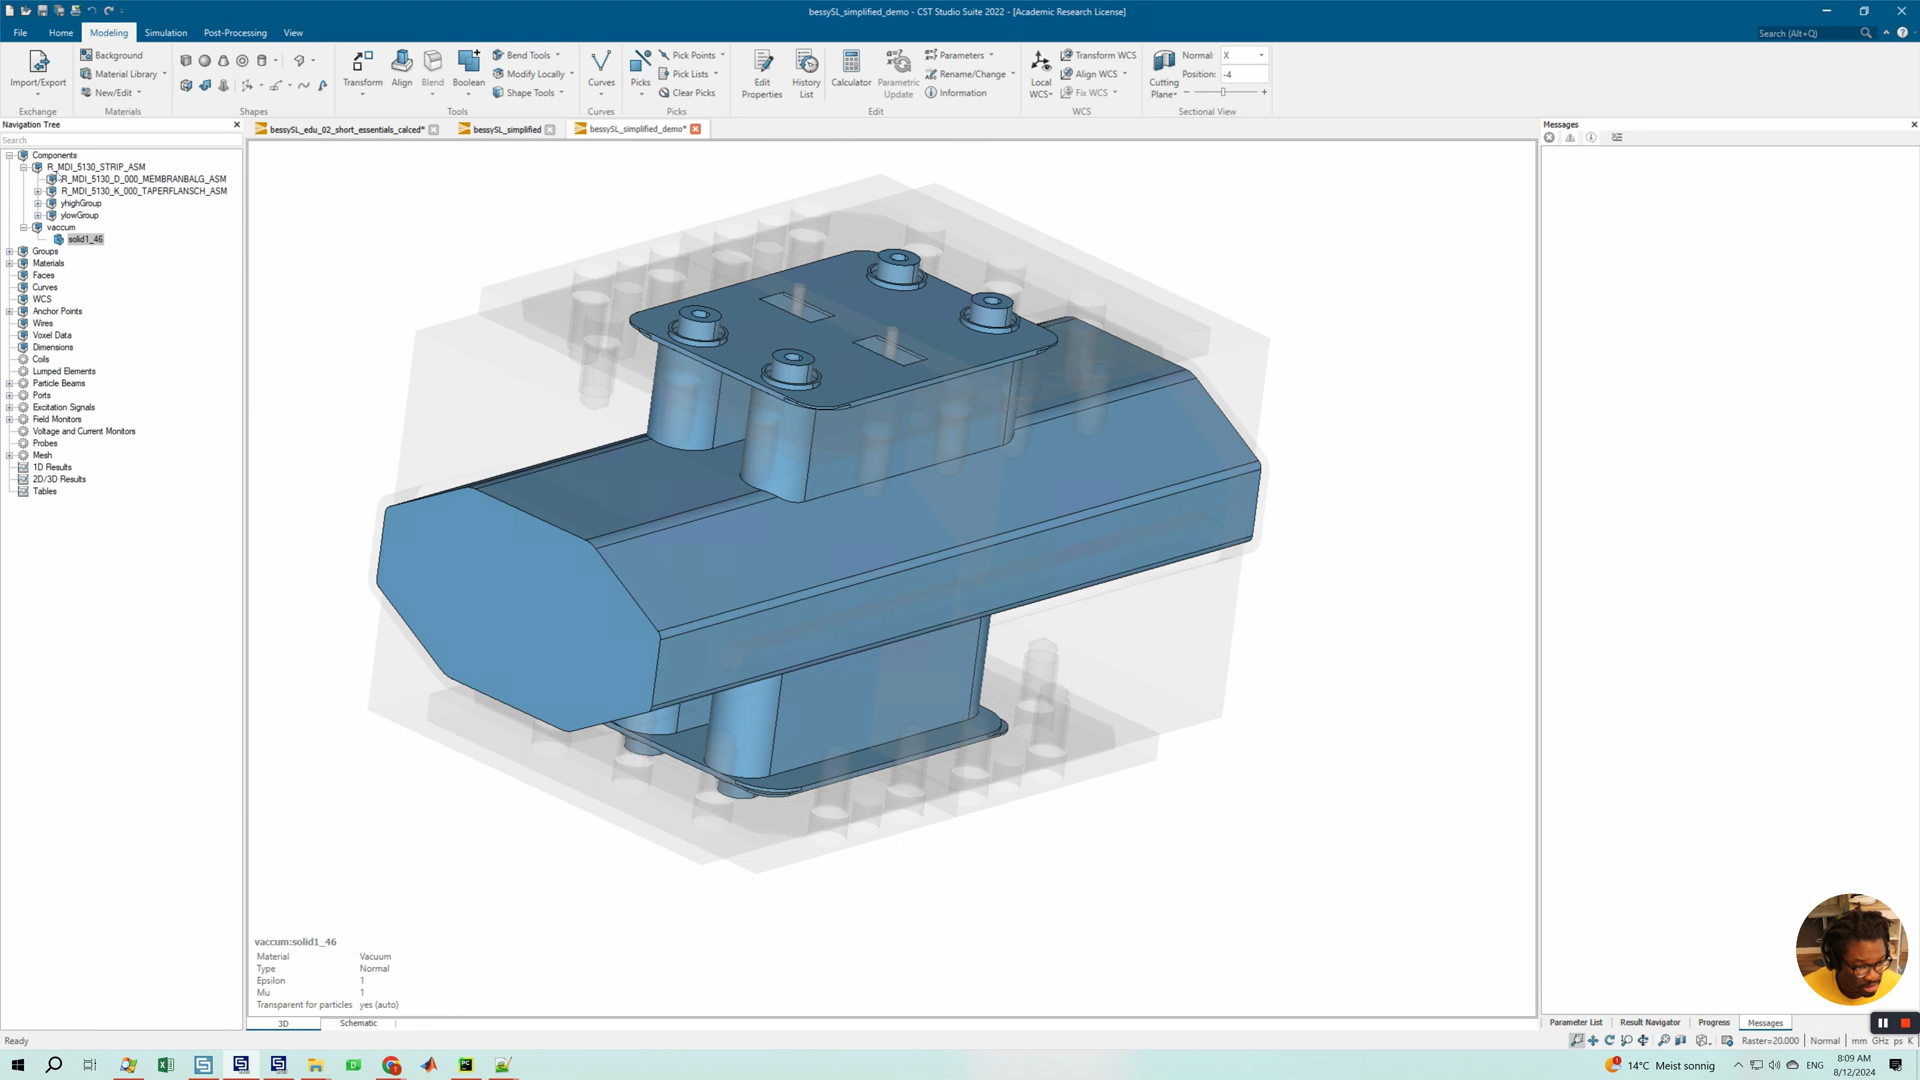 bessySL_simplified_demo - CST Studio Suite 2022 - [Academic Research License]
File Home Modeling Simulation Post-Processing View
Search (Alt+Q)
Import/Export
Exchange
Background
Material Library
New/Edit
Materials
Shapes
Transform
Align
Blend
Boolean
Bend Tools
Modify Locally
Shape Tools
Tools
Curves
Curves
Picks
Pick Points
Pick Lists
Clear Picks
Picks
Edit Properties
History List
Calculator
Parametric Update
Parameters
Rename/Change
Information
Edit
Local WCS
Transform WCS
Align WCS
Fix WCS
WCS
Cutting Plane
Normal: X
Position: -4
Sectional View
Navigation Tree
Search
Components
R_MDI_5130_STRIP_ASM
R_MDI_5130_D_000_MEMBRANBALG_ASM
R_MDI_5130_K_000_TAPERFLANSCH_ASM
yhighGroup
ylowGroup
vaccum
solid1_46
Groups
Materials
Faces
Curves
WCS
Anchor Points
Wires
Voxel Data
Dimensions
Coils
Lumped Elements
Particle Beams
Ports
Excitation Signals
Field Monitors
Voltage and Current Monitors
Probes
Mesh
1D Results
2D/3D Results
Tables
bessySL_edu_02_short_essentials_calced*
bessySL_simplified
bessySL_simplified_demo*
Messages
vaccum:solid1_46
Material Vacuum
Type Normal
Epsilon 1
Mu 1
Transparent for particles yes (auto)
3D Schematic
Parameter List Result Navigator Progress Messages
Ready
Raster=20.000 Normal mm GHz ps K
14°C Meist sonnig
ENG
8:09 AM
8/12/2024